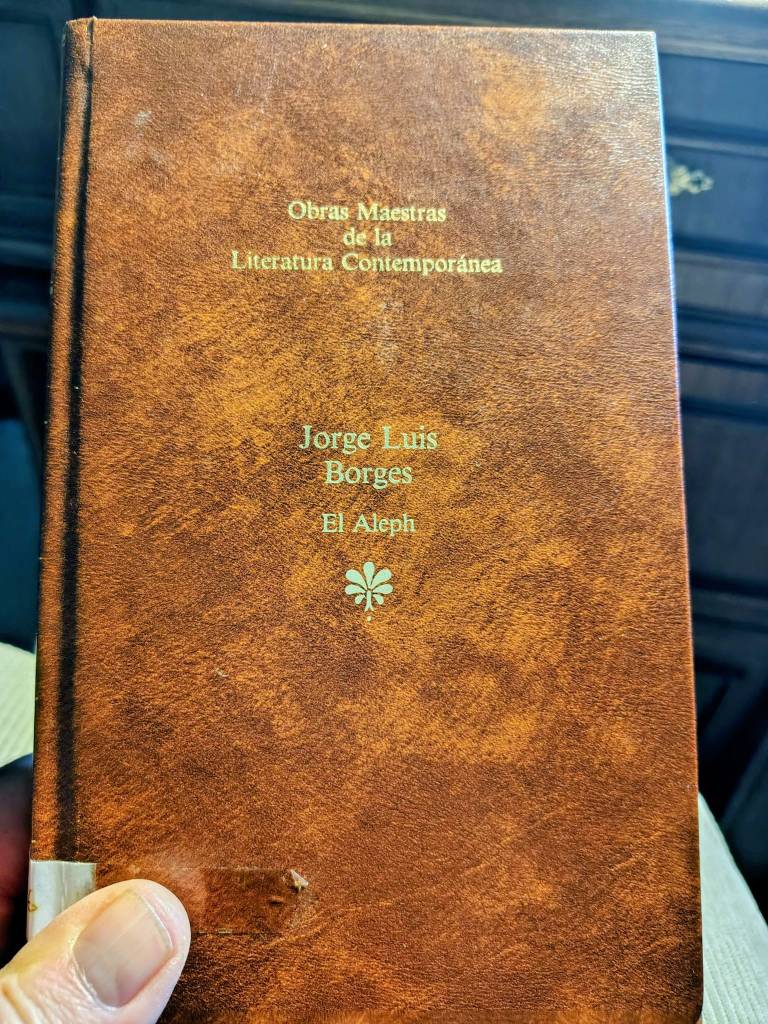 Obras Maestras
de la
Literatura Contemporánea
Jorge Luis
Borges
El Aleph